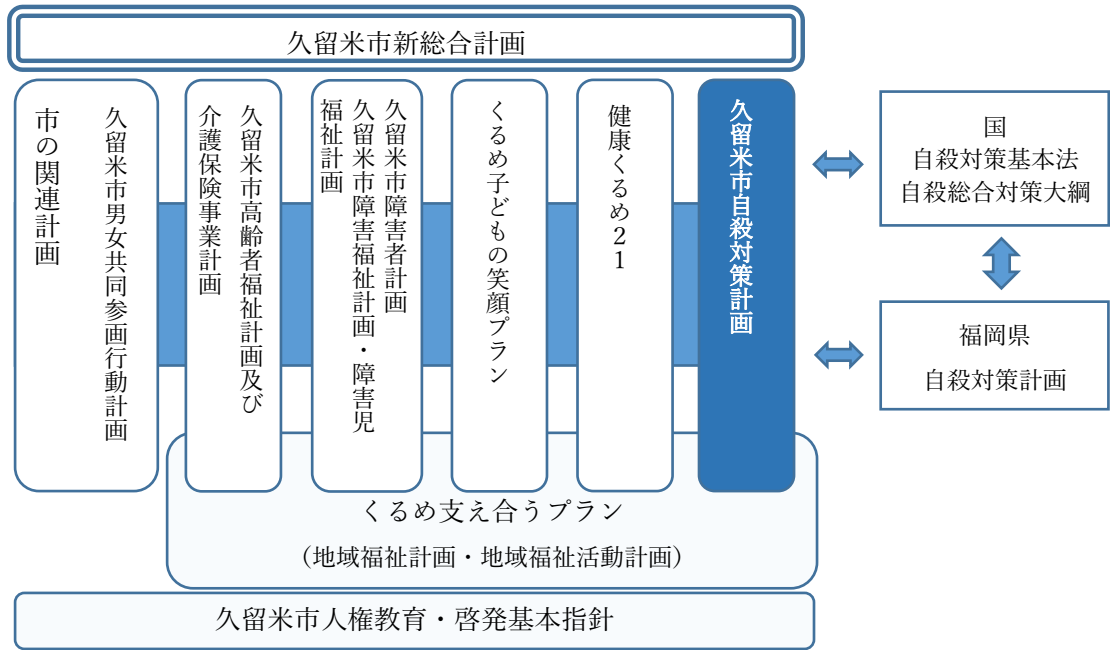 久留米市新総合計画
久留米市男女共同参画行動計画
市の関連計画
久留米市高齢者福祉計画及び
介護保険事業計画
久留米市障害者計画
久留米市障害福祉計画・障害児
福祉計画
くるめ子どもの笑顔プラン
健康くるめ21
久留米市自殺対策計画
国
自殺対策基本法
自殺総合対策大綱
福岡県
自殺対策計画
くるめ支え合うプラン
(地域福祉計画・地域福祉活動計画)
久留米市人権教育・啓発基本指針